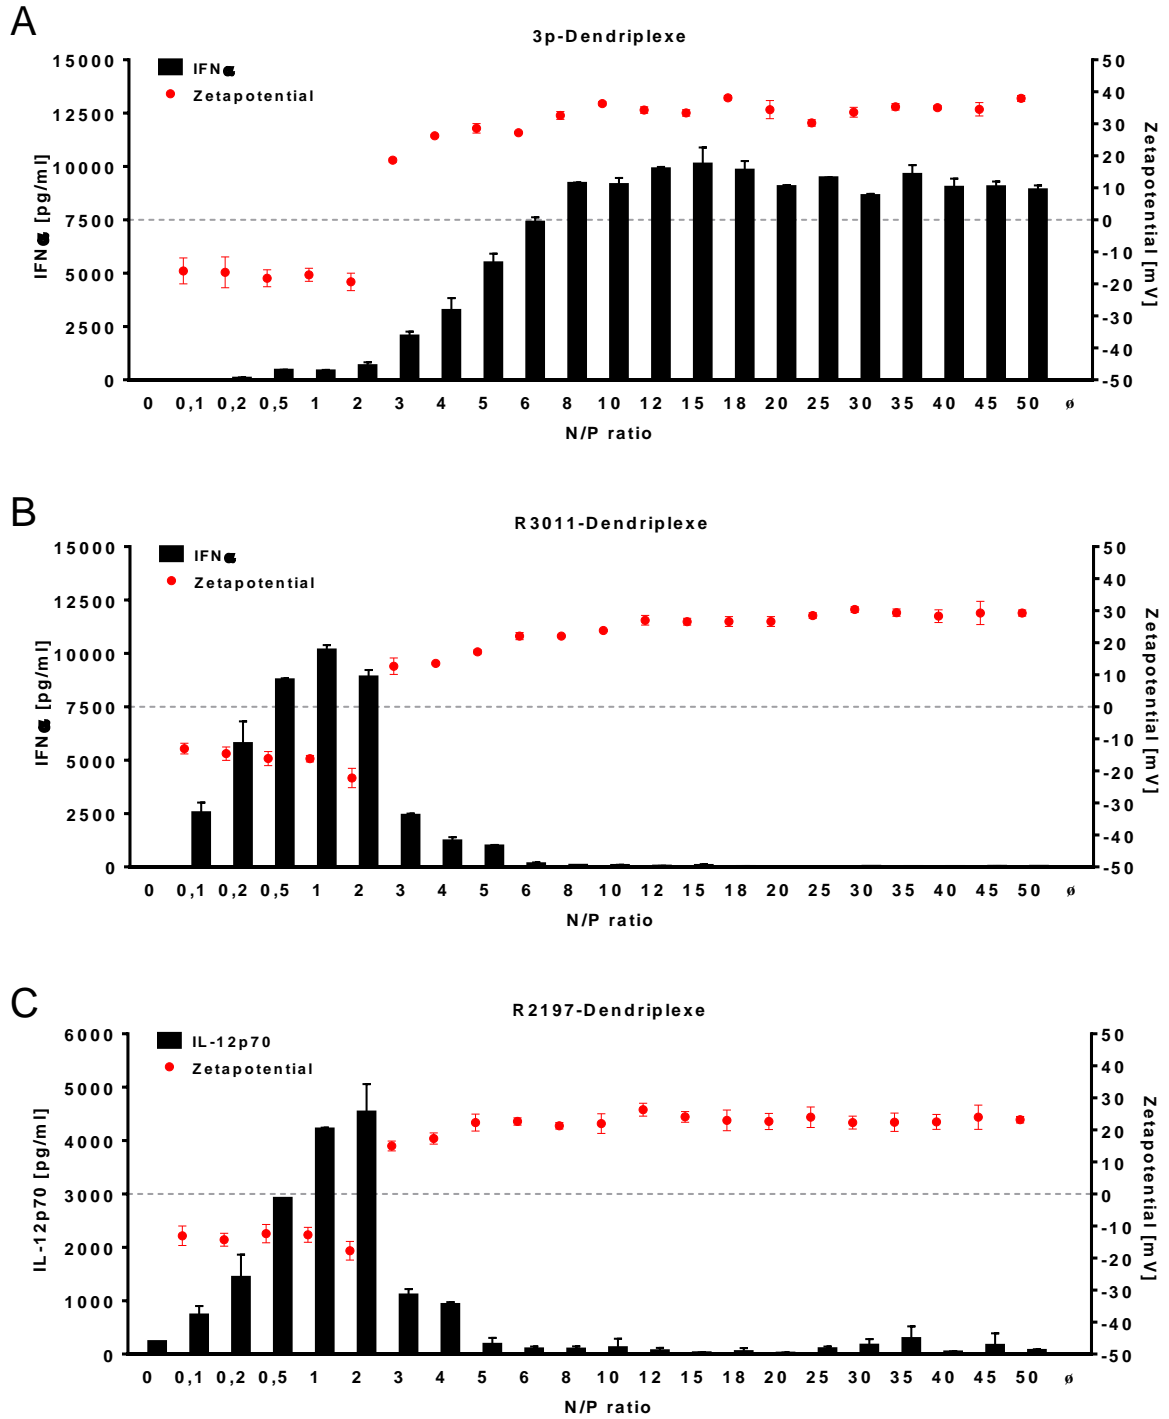 A
3p-Dendriplexe
IFNα
Zetapotential
IFNα [pg/ml]
15000
12500
10000
7500
5000
2500
0
50
40
30
20
10
0
-10
-20
-30
-40
-50
Zetapotential [mV]
0 0,1 0,2 0,5 1 2 3 4 5 6 8 10 12 15 18 20 25 30 35 40 45 50 ø
N/P ratio
B
R3011-Dendriplexe
IFNα
Zetapotential
IFNα [pg/ml]
15000
12500
10000
7500
5000
2500
0
50
40
30
20
10
0
-10
-20
-30
-40
-50
Zetapotential [mV]
0 0,1 0,2 0,5 1 2 3 4 5 6 8 10 12 15 18 20 25 30 35 40 45 50 ø
N/P ratio
C
R2197-Dendriplexe
IL-12p70
Zetapotential
IL-12p70 [pg/ml]
6000
5000
4000
3000
2000
1000
0
50
40
30
20
10
0
-10
-20
-30
-40
-50
Zetapotential [mV]
0 0,1 0,2 0,5 1 2 3 4 5 6 8 10 12 15 18 20 25 30 35 40 45 50 ø
N/P ratio